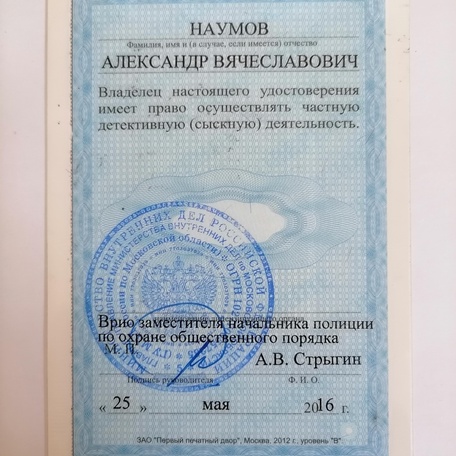 НАУМОВ
Фамилия, имя и (в случае, если имеется) отчество
АЛЕКСАНДР ВЯЧЕСЛАВОВИЧ
Владелец настоящего удостоверения
имеет право осуществлять частную
детективную (сыскную) деятельность.
Врио заместителя начальника полиции
по охране общественного порядка
М. П.
А.В. Стрыгин
Подпись руководителя
Ф. И. О.
« 25 » мая 2016 г.
ЗАО "Первый печатный двор", Москва, 2012 г., уровень "В"